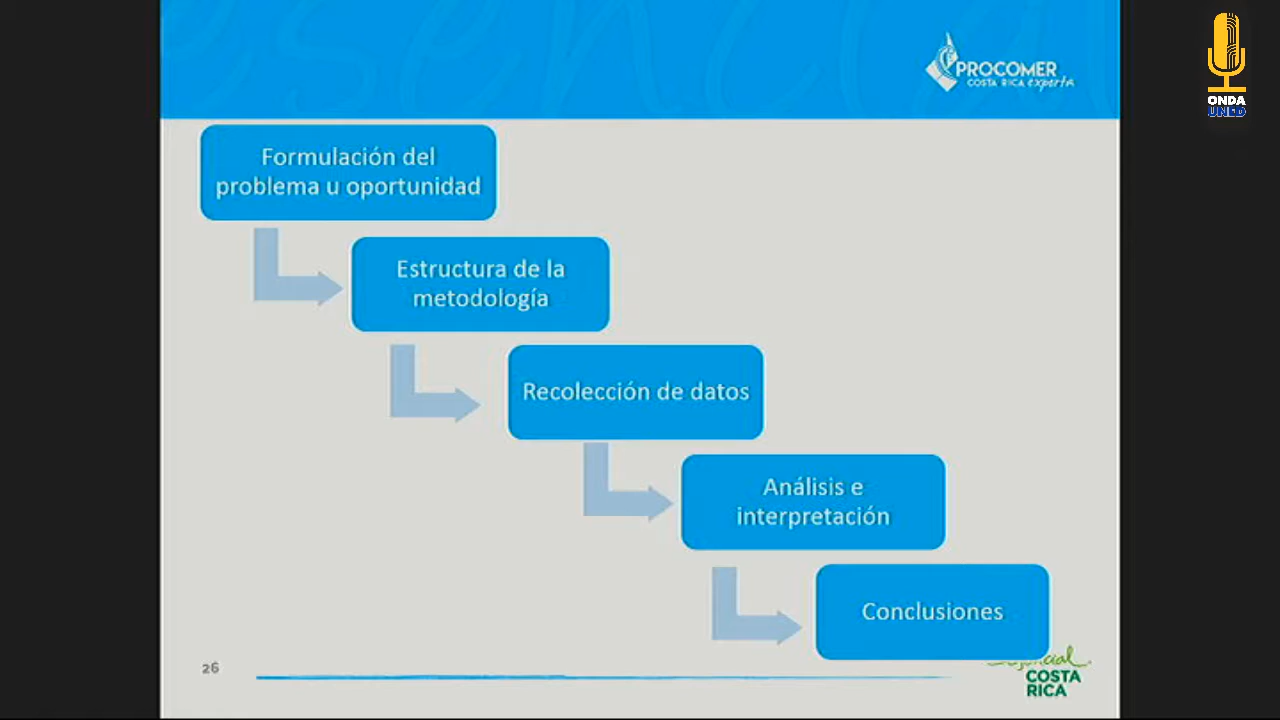 PROCOMER
COSTA RICA experta
ONDA
UNED
Formulación del
problema u oportunidad
Estructura de la
metodología
Recolección de datos
Análisis e
interpretación
Conclusiones
26
COSTA
RICA